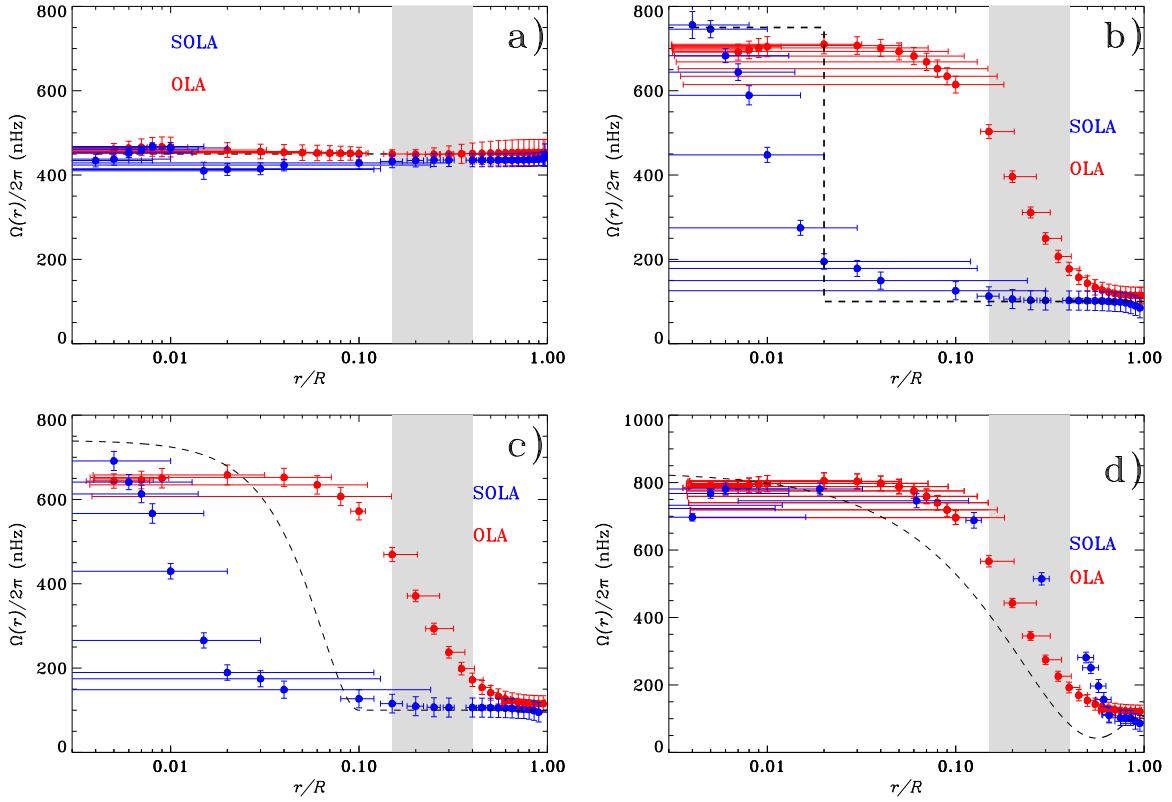 a)
SOLA
OLA
800
600
400
200
0
Ω(r)/2π (nHz)
0.01
0.10
1.00
r/R
b)
SOLA
OLA
800
600
400
200
0
Ω(r)/2π (nHz)
0.01
0.10
1.00
r/R
c)
SOLA
OLA
800
600
400
200
0
Ω(r)/2π (nHz)
0.01
0.10
1.00
r/R
d)
SOLA
OLA
1000
800
600
400
200
0
Ω(r)/2π (nHz)
0.01
0.10
1.00
r/R